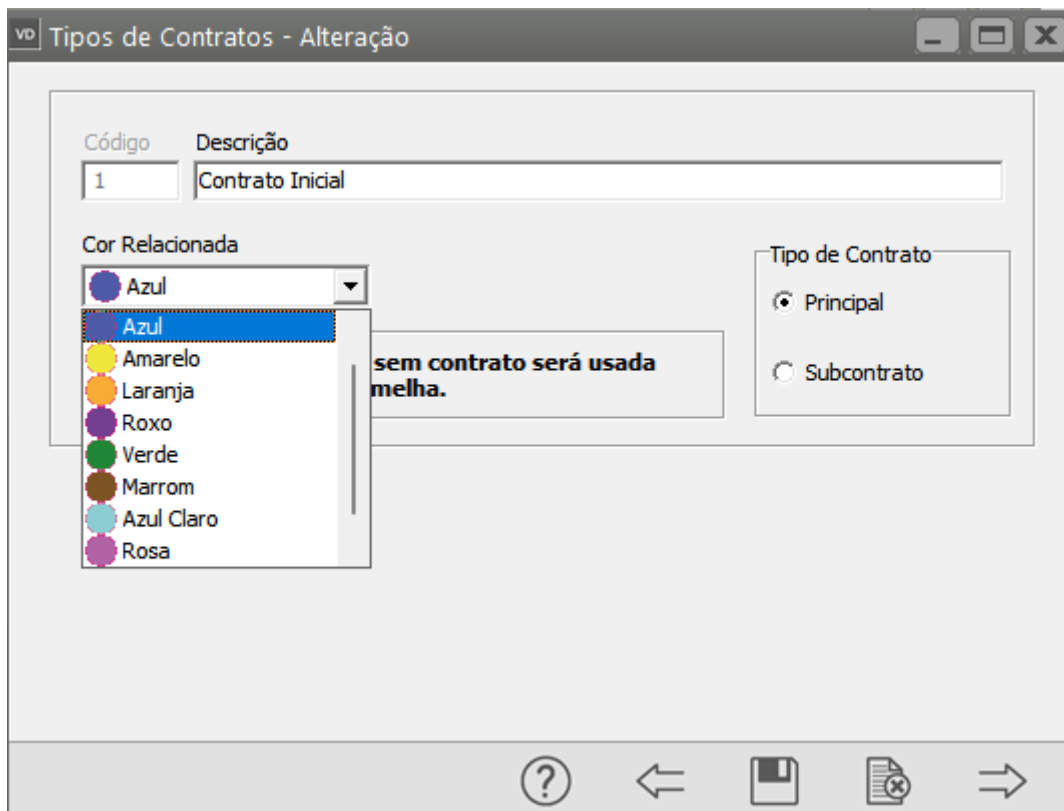 VD Tipos de Contratos - Alteração
Código
Descrição
1
Contrato Inicial
Cor Relacionada
Azul
Azul
Amarelo
Laranja
Roxo
Verde
Marrom
Azul Claro
Rosa
sem contrato será usada
melha.
Tipo de Contrato
Principal
Subcontrato
?